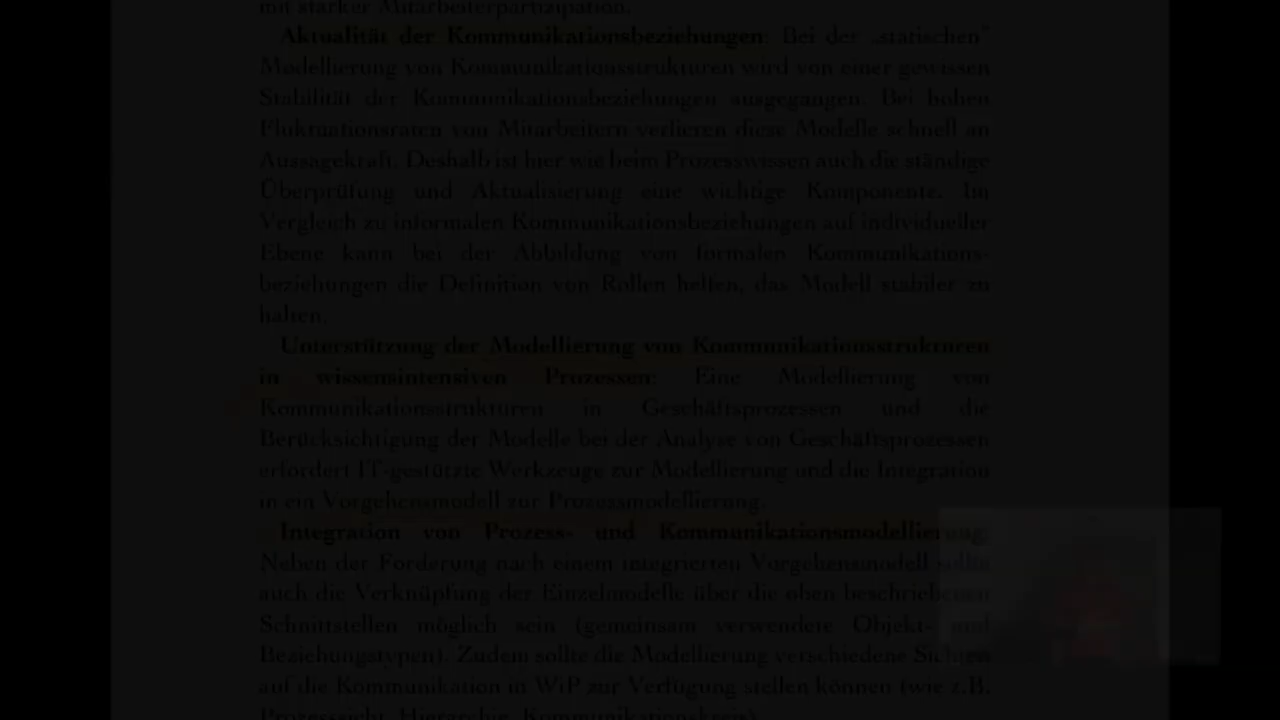 mit starker Mitarbeiterpartizipation.
Aktualität der Kommunikationsbeziehungen: Bei der „statischen"
Modellierung von Kommunikationsstrukturen wird von einer gewissen
Stabilität der Kommunikationsbeziehungen ausgegangen. Bei hohen
Fluktuationsraten von Mitarbeitern verlieren diese Modelle schnell an
Aussagekraft. Deshalb ist hier wie beim Prozesswissen auch die ständige
Überprüfung und Aktualisierung eine wichtige Komponente. Im
Vergleich zu informalen Kommunikationsbeziehungen auf individueller
Ebene kann bei der Abbildung von formalen Kommunikations-
beziehungen die Definition von Rollen helfen, das Modell stabiler zu
halten.
Unterstützung der Modellierung von Kommunikationsstrukturen
in wissensintensiven Prozessen: Eine Modellierung von
Kommunikationsstrukturen in Geschäftsprozessen und die
Berücksichtigung der Modelle bei der Analyse von Geschäftsprozessen
erfordert IT-gestützte Werkzeuge zur Modellierung und die Integration
in ein Vorgehensmodell zur Prozessmodellierung.
Integration von Prozess- und Kommunikationsmodellierung:
Neben der Forderung nach einem integrierten Vorgehensmodell sollte
auch die Verknüpfung der Einzelmodelle über die oben beschriebenen
Schnittstellen möglich sein (gemeinsam verwendete Objekt- und
Beziehungstypen). Zudem sollte die Modellierung verschiedene Sichten
auf die Kommunikation in WiP zur Verfügung stellen können (wie z.B.
Prozesssicht, Hierarchie, Kommunikationskreis).